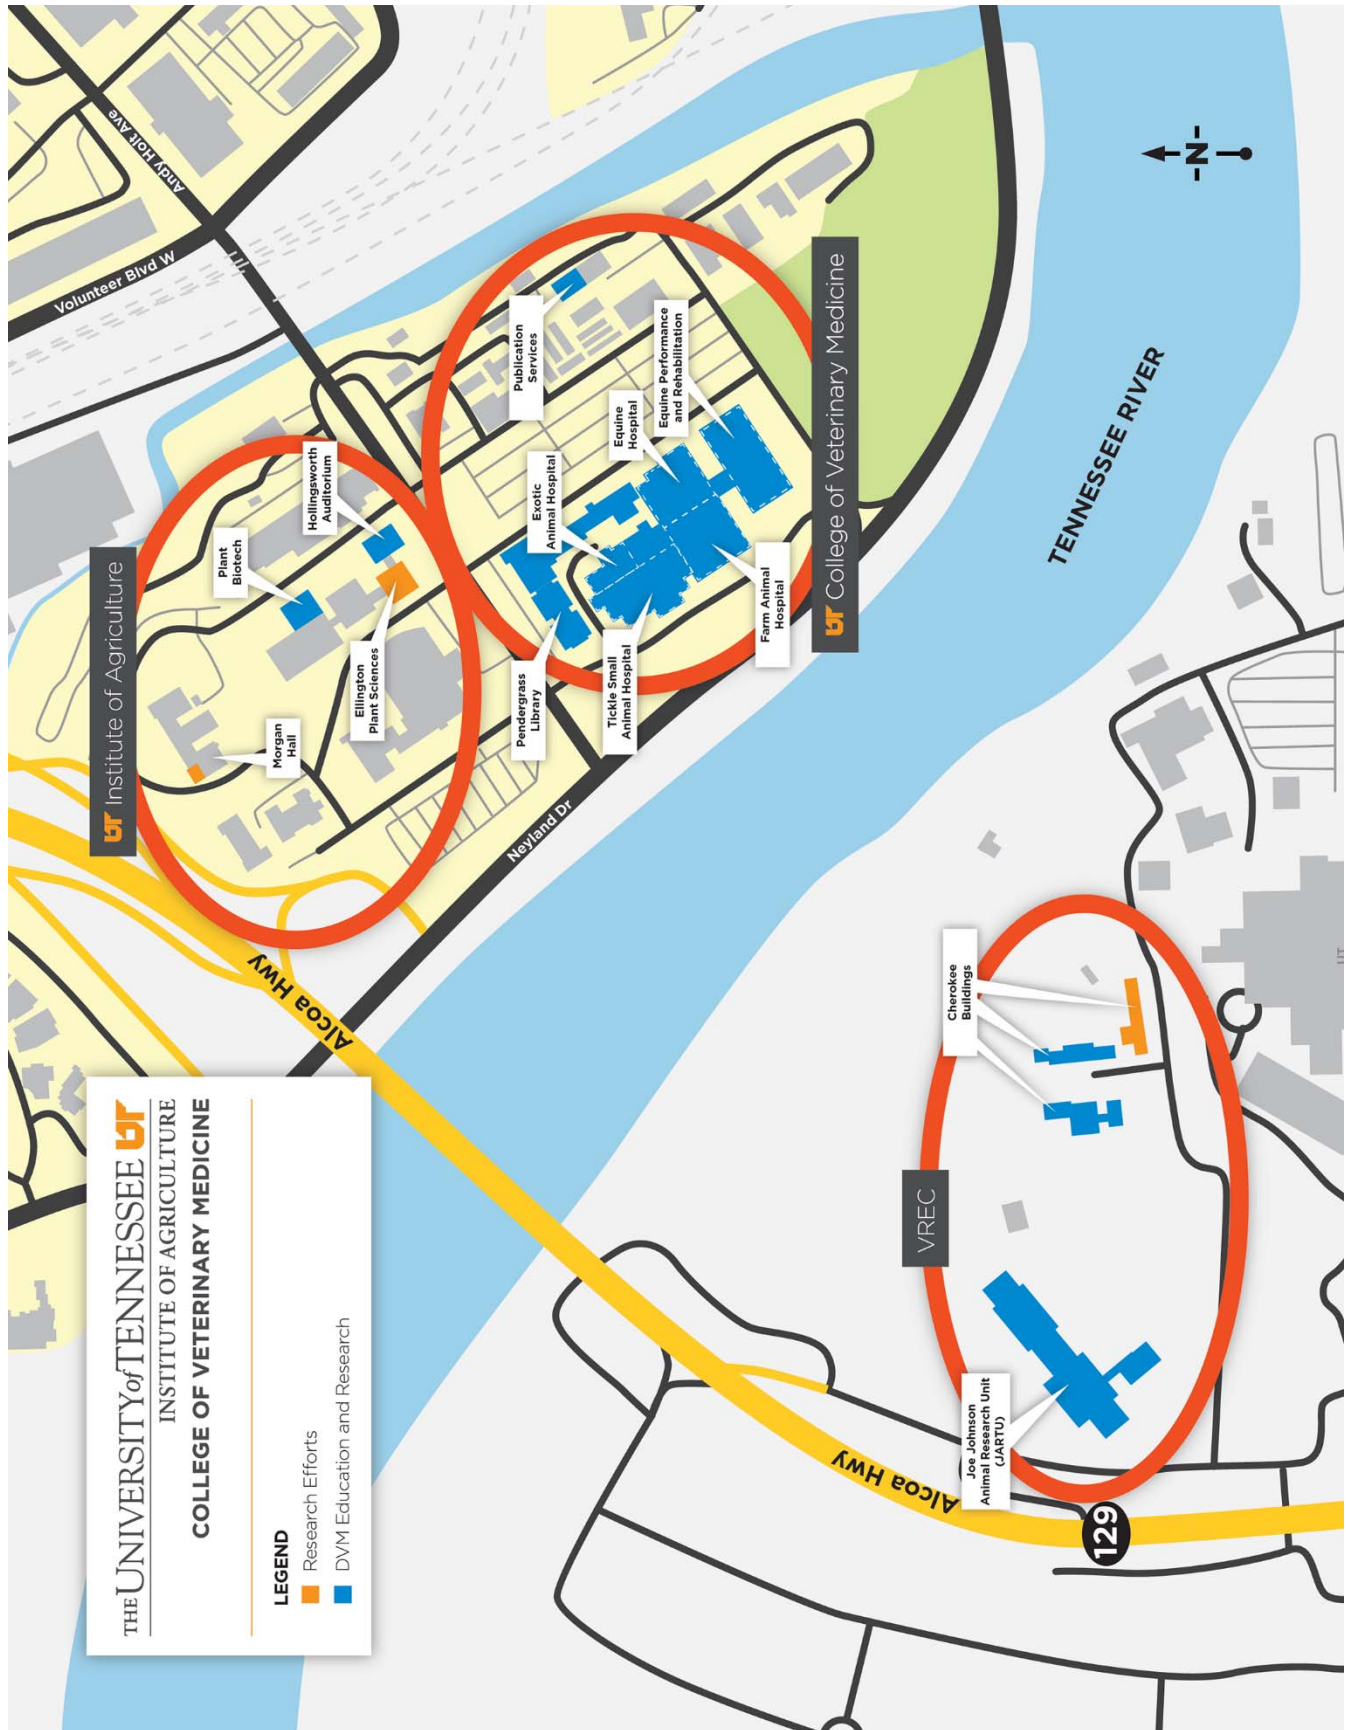 THE UNIVERSITY of TENNESSEE UT
INSTITUTE OF AGRICULTURE
COLLEGE OF VETERINARY MEDICINE
LEGEND
Research Efforts
DVM Education and Research
UT Institute of Agriculture
Morgan
Hall
Plant
Biotech
Ellington
Plant Sciences
Hollingsworth
Auditorium
Volunteer Blvd W
Andy Holt Ave
Alcoa Hwy
Neyland Dr
Pendergrass
Library
Exotic
Animal Hospital
Publication
Services
Tickle Small
Animal Hospital
Equine
Hospital
Equine Performance
and Rehabilitation
Farm Animal
Hospital
UT College of Veterinary Medicine
TENNESSEE RIVER
-N-
VREC
Cherokee
Buildings
Joe Johnson
Animal Research Unit
(JARTU)
Alcoa Hwy
129
UT